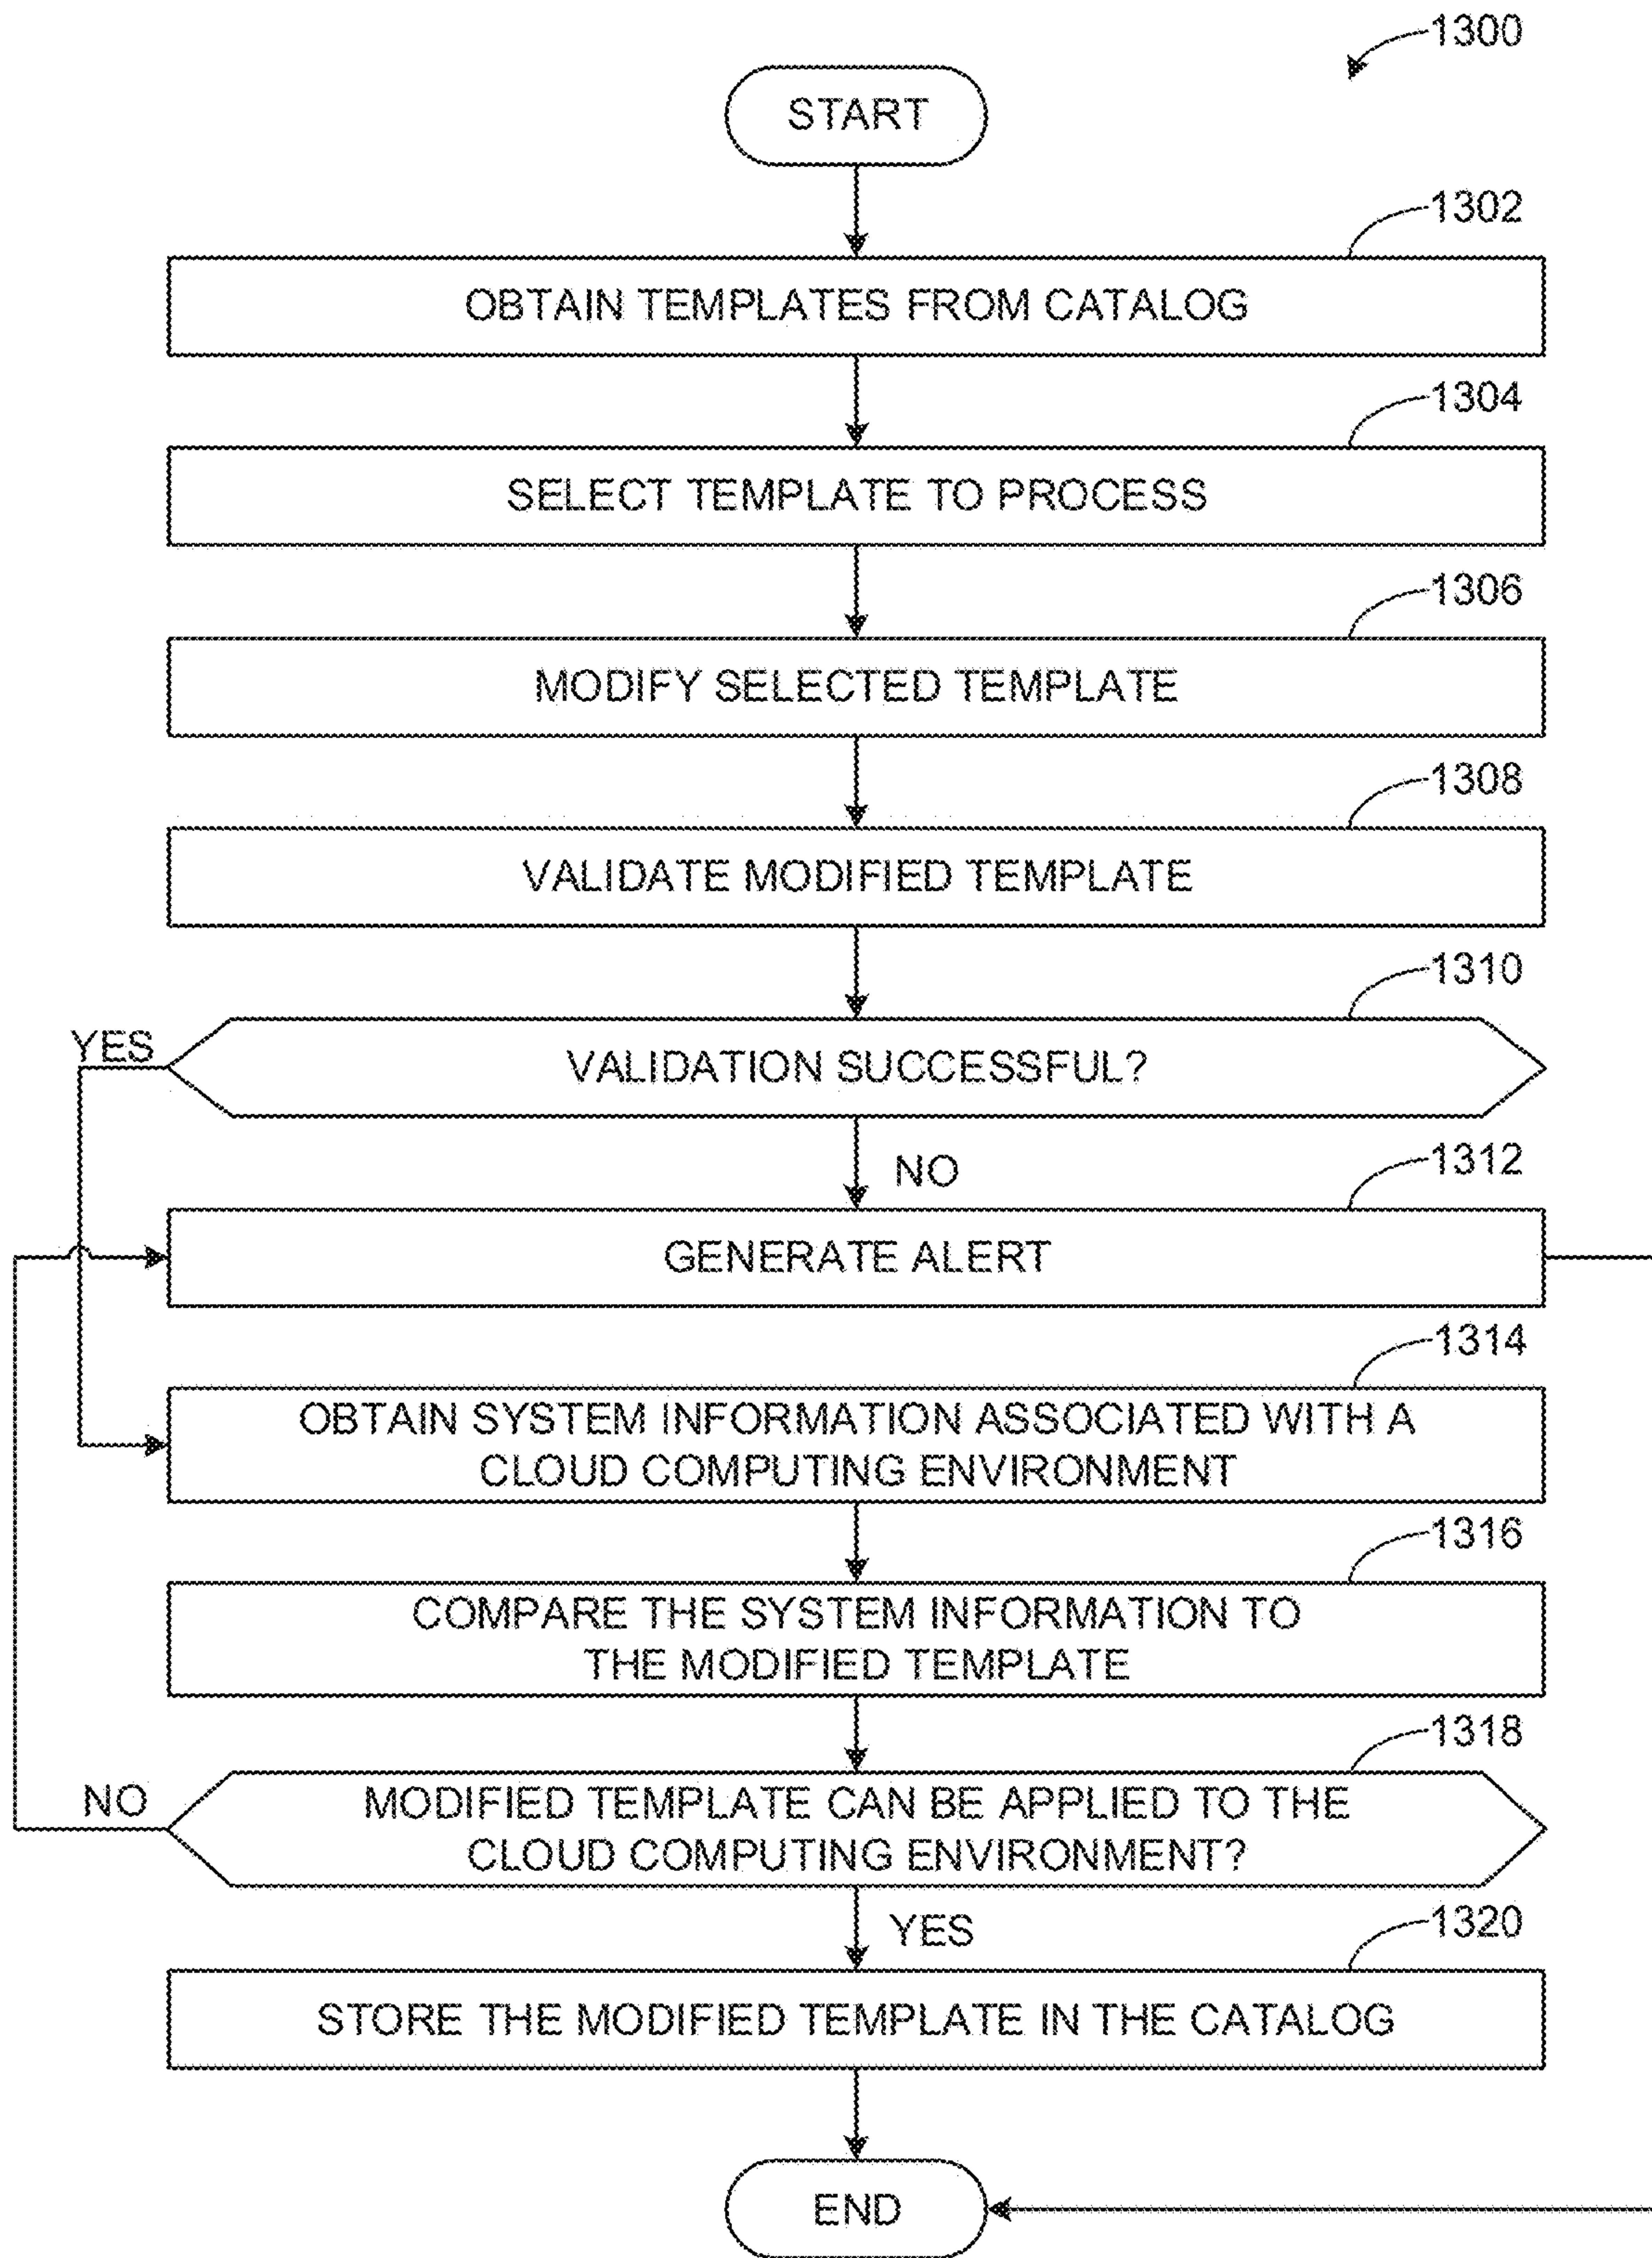 1300
START
1302
OBTAIN TEMPLATES FROM CATALOG
1304
SELECT TEMPLATE TO PROCESS
1306
MODIFY SELECTED TEMPLATE
1308
VALIDATE MODIFIED TEMPLATE
1310
YES
VALIDATION SUCCESSFUL?
NO
1312
GENERATE ALERT
1314
OBTAIN SYSTEM INFORMATION ASSOCIATED WITH A
CLOUD COMPUTING ENVIRONMENT
1316
COMPARE THE SYSTEM INFORMATION TO
THE MODIFIED TEMPLATE
1318
NO
MODIFIED TEMPLATE CAN BE APPLIED TO THE
CLOUD COMPUTING ENVIRONMENT?
YES
1320
STORE THE MODIFIED TEMPLATE IN THE CATALOG
END